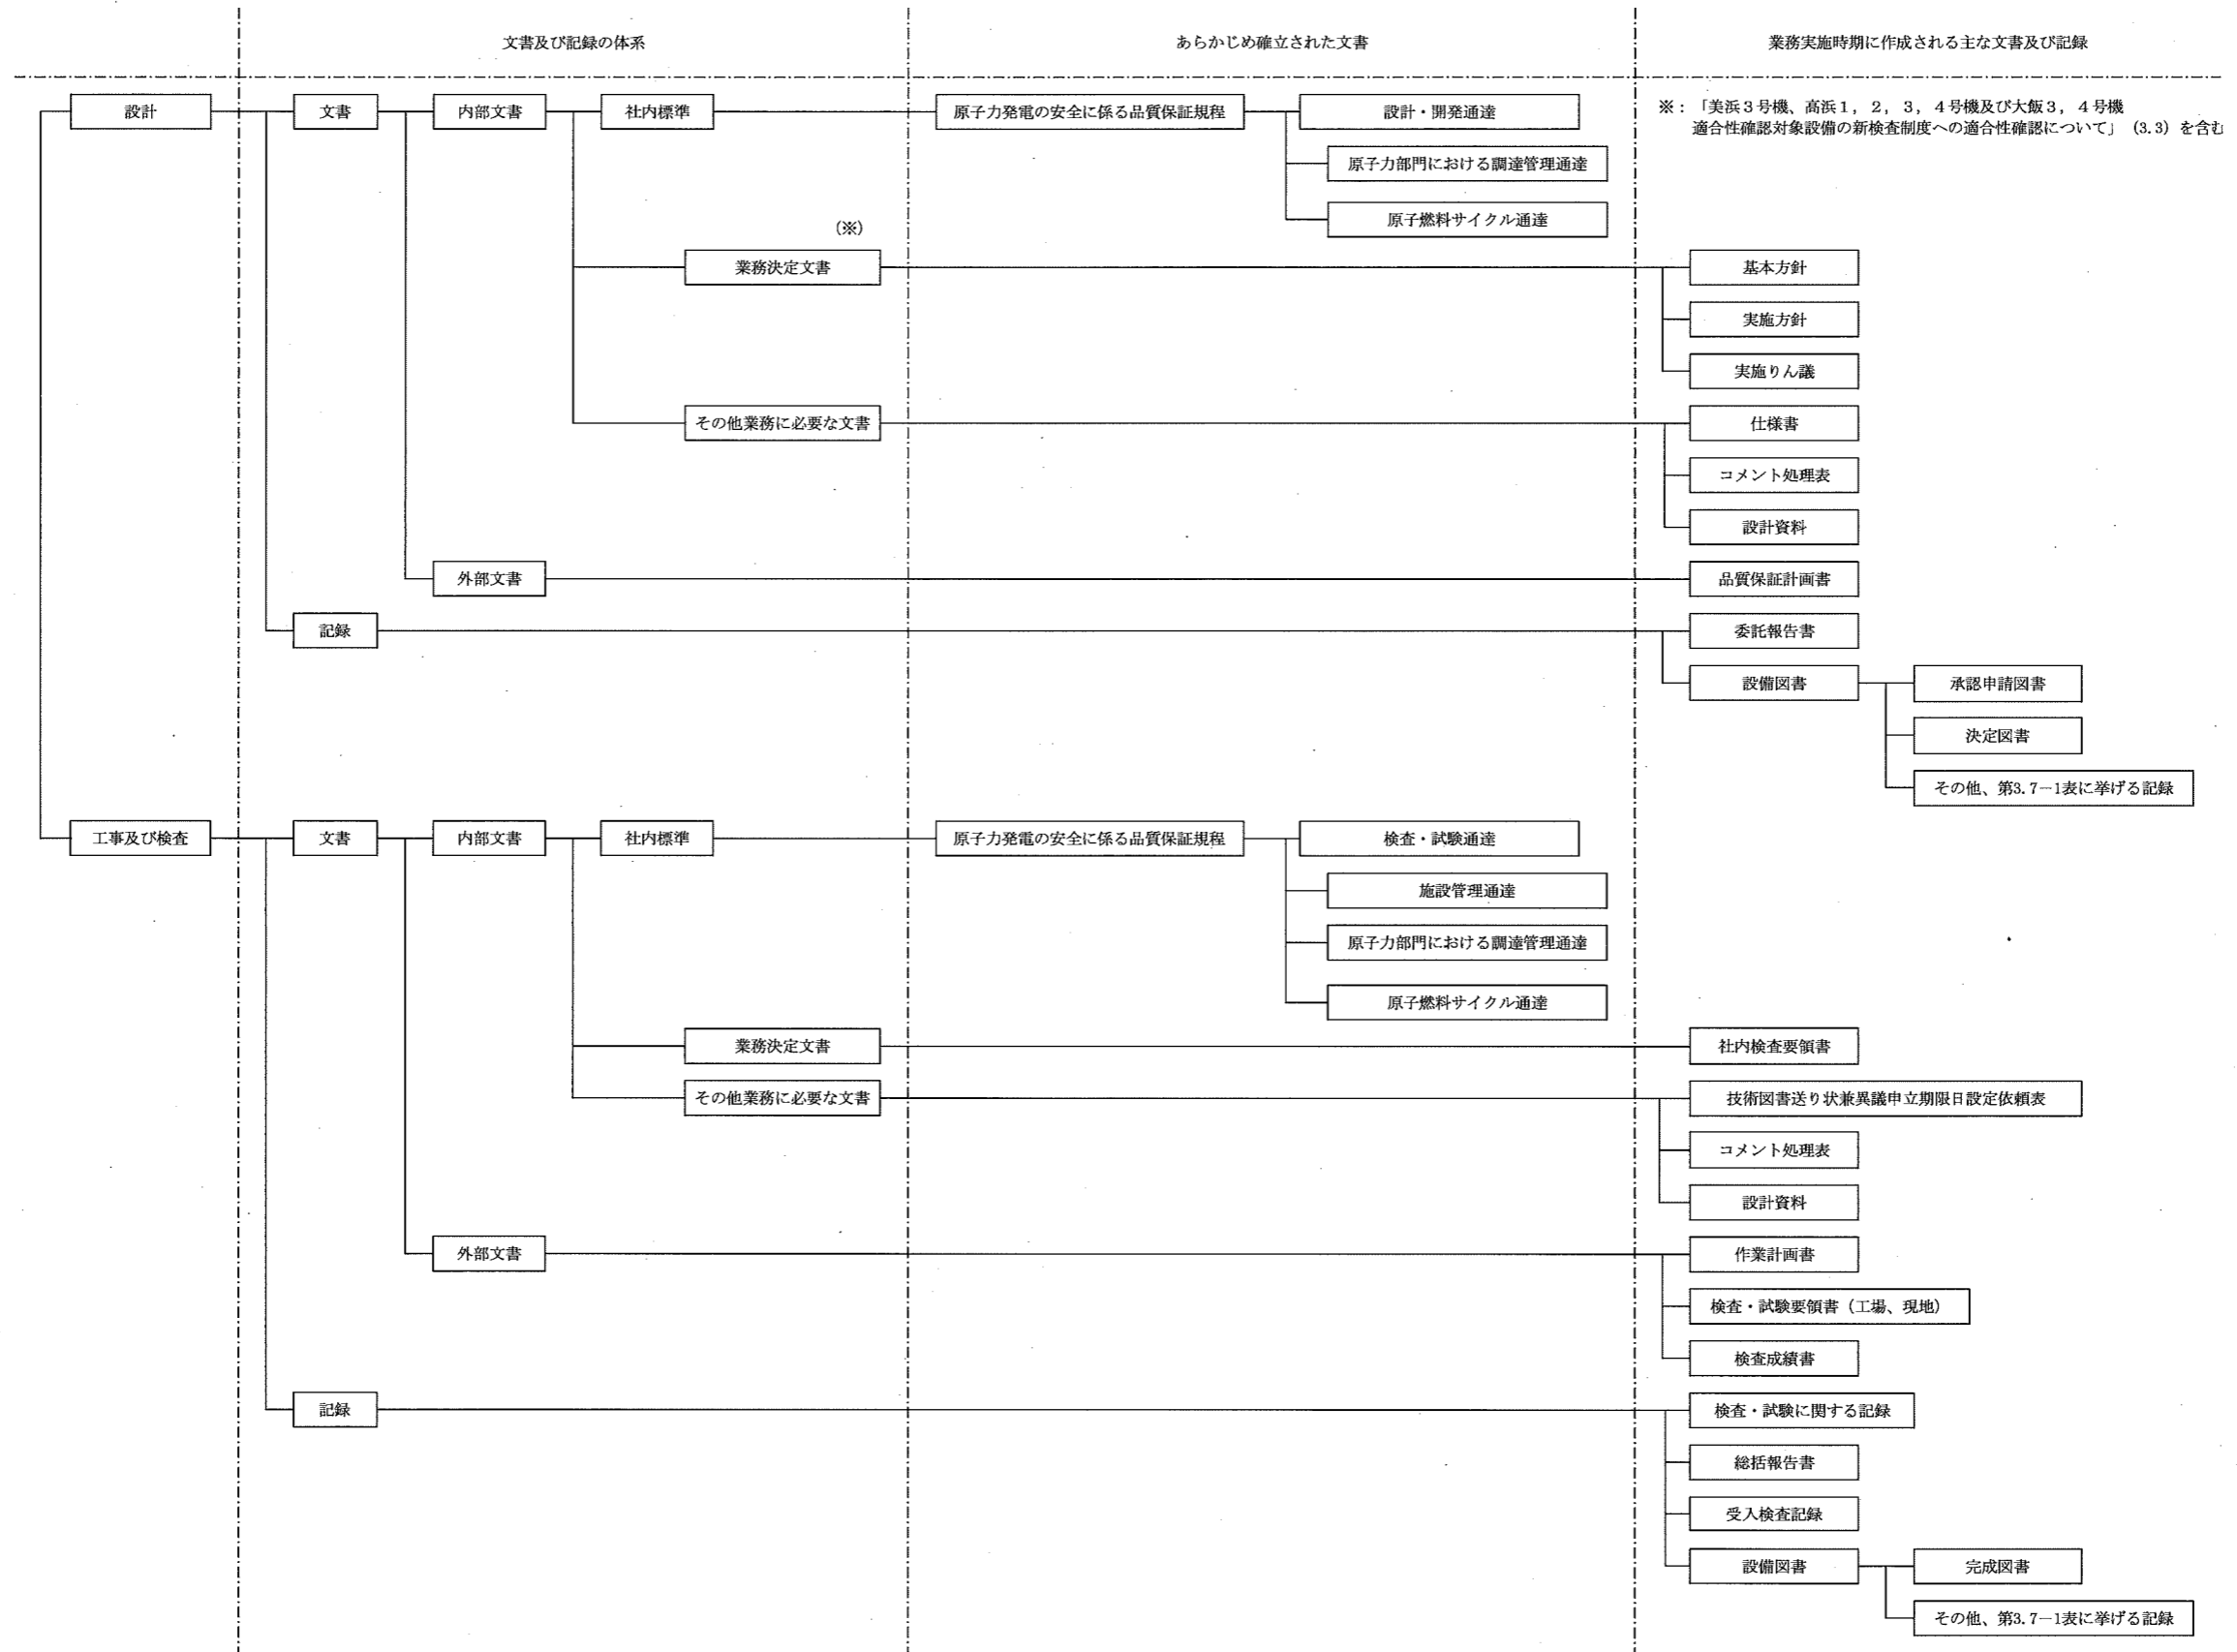 文書及び記録の体系
あらかじめ確立された文書
業務実施時期に作成される主な文書及び記録
設計
文書
内部文書
社内標準
原子力発電の安全に係る品質保証規程
設計・開発通達
※:「美浜3号機、高浜1,2,3,4号機及び大飯3,4号機
適合性確認対象設備の新検査制度への適合性確認について」(3.3)を含む
原子力部門における調達管理通達
原子燃料サイクル通達
(※)
業務決定文書
基本方針
実施方針
実施りん議
その他業務に必要な文書
仕様書
コメント処理表
設計資料
外部文書
品質保証計画書
記録
委託報告書
設備図書
承認申請図書
決定図書
その他、第3.7-1表に挙げる記録
工事及び検査
文書
内部文書
社内標準
原子力発電の安全に係る品質保証規程
検査・試験通達
施設管理通達
原子力部門における調達管理通達
原子燃料サイクル通達
業務決定文書
社内検査要領書
その他業務に必要な文書
技術図書送り状兼異議申立期限日設定依頼表
コメント処理表
設計資料
外部文書
作業計画書
検査・試験要領書(工場、現地)
検査成績書
記録
検査・試験に関する記録
総括報告書
受入検査記録
設備図書
完成図書
その他、第3.7-1表に挙げる記録